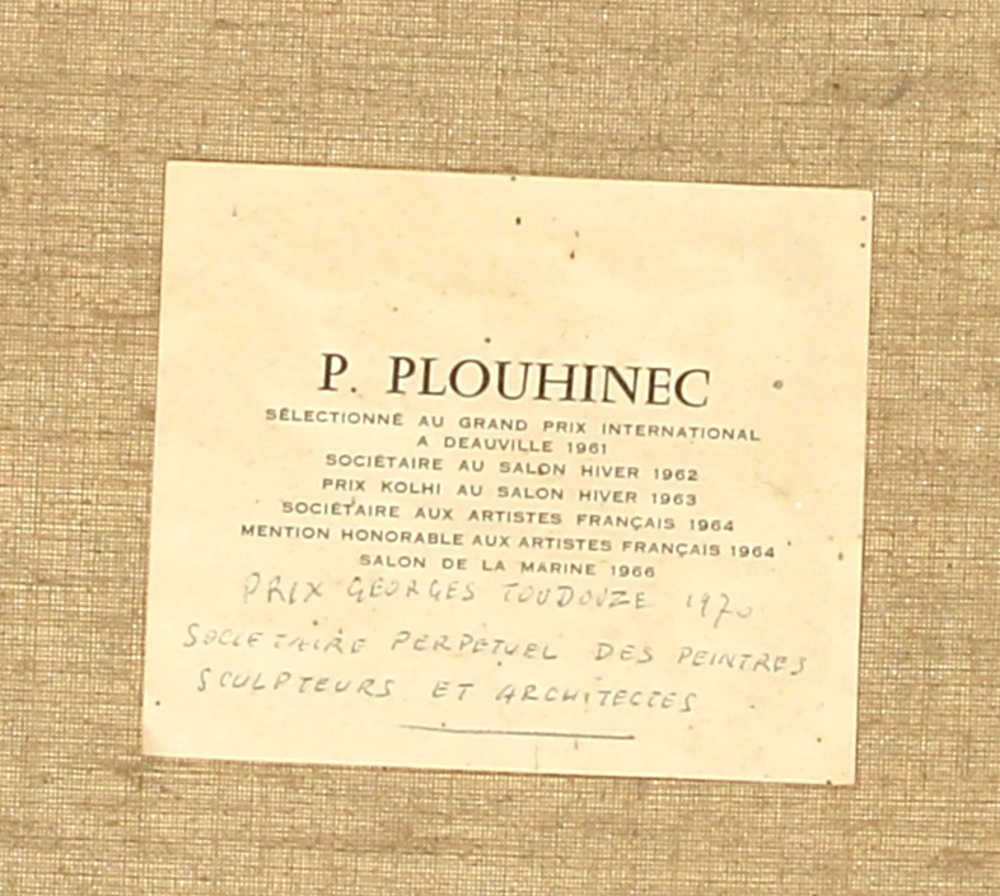 P. PLOUHINEC
SÉLECTIONNÉ AU GRAND PRIX INTERNATIONAL
A DEAUVILLE 1961
SOCIÉTAIRE AU SALON HIVER 1962
PRIX KOLHI AU SALON HIVER 1963
SOCIÉTAIRE AUX ARTISTES FRANÇAIS 1964
MENTION HONORABLE AUX ARTISTES FRANÇAIS 1964
SALON DE LA MARINE 1966
PRIX GEORGES TOUDOUZE 1970
SOCIETAIRE PERPETUEL DES PEINTRES
SCULPTEURS ET ARCHITECTES